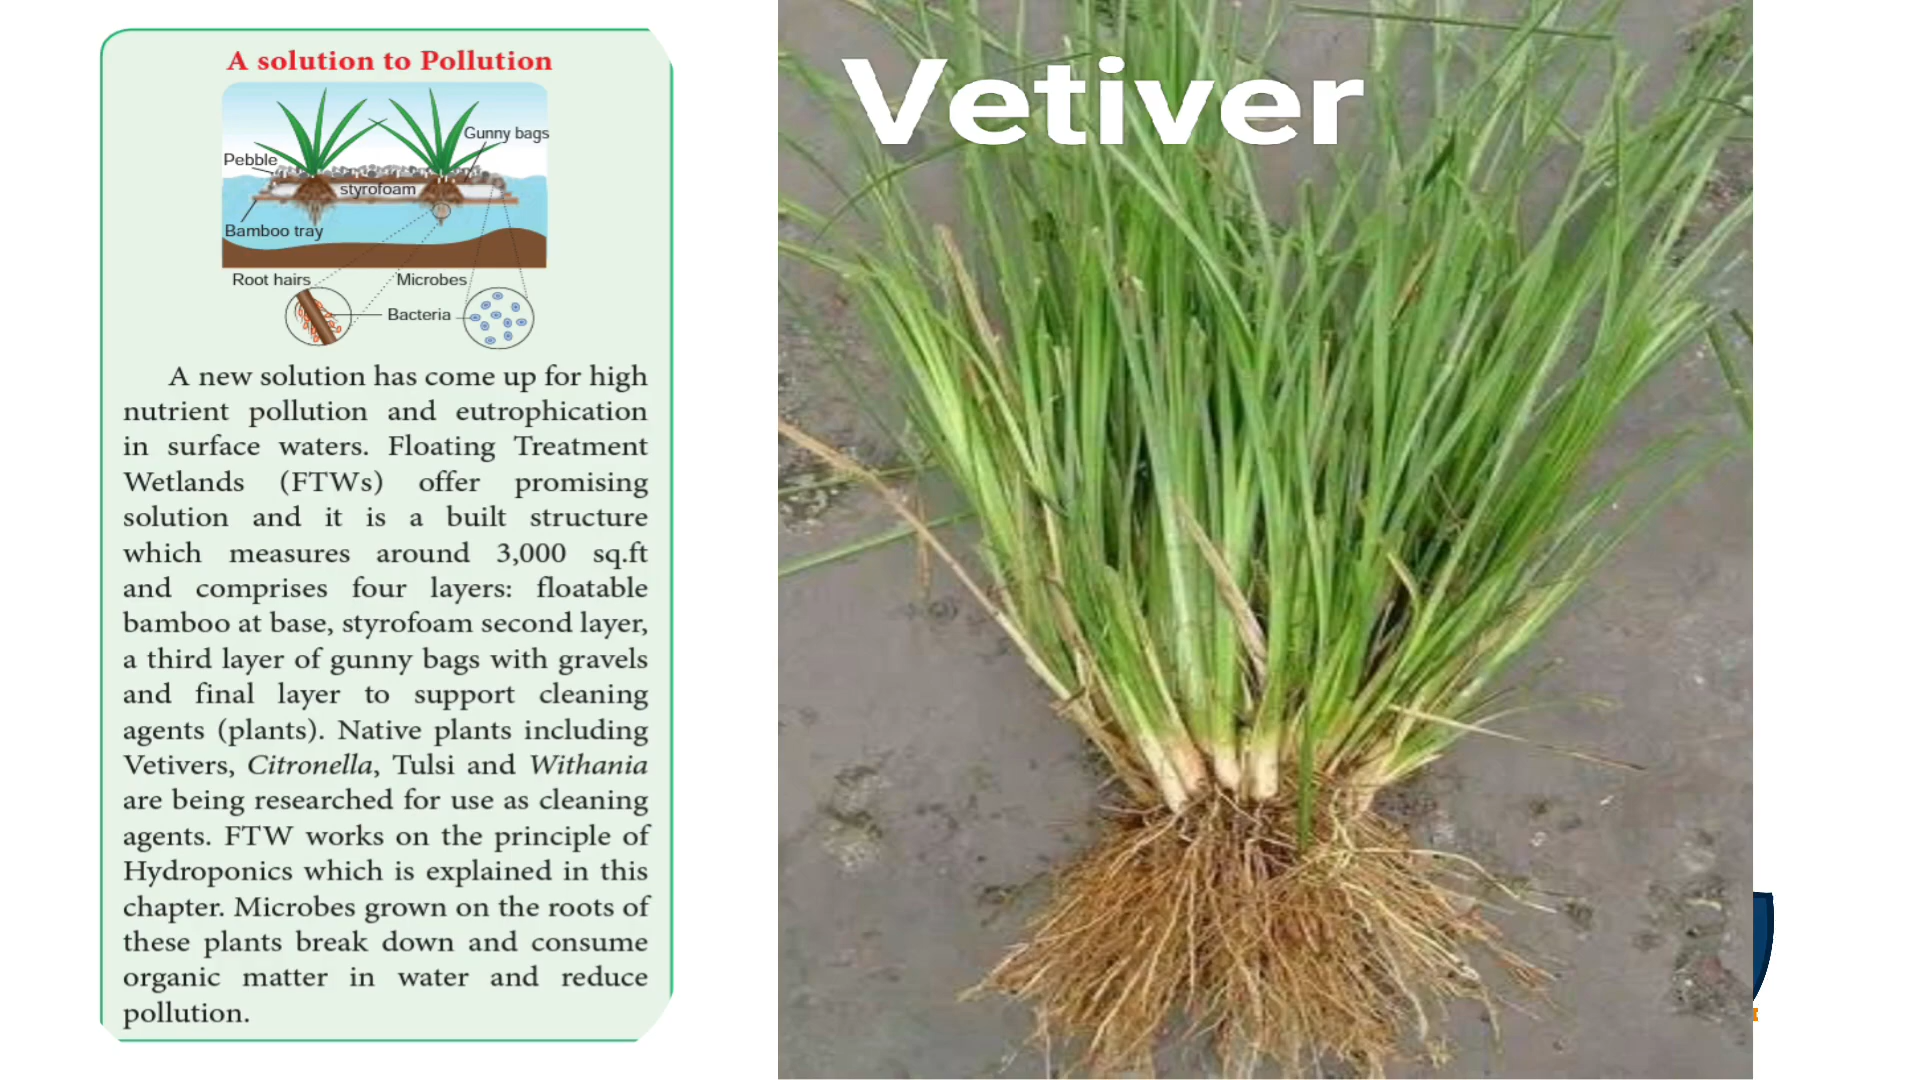 A solution to Pollution
Gunny bags
Pebble
styrofoam
Bamboo tray
Root hairs
Microbes
Bacteria
A new solution has come up for high
nutrient pollution and eutrophication
in surface waters. Floating Treatment
Wetlands (FTWs) offer promising
solution and it is a built structure
which measures around 3,000 sq.ft
and comprises four layers: floatable
bamboo at base, styrofoam second layer,
a third layer of gunny bags with gravels
and final layer to support cleaning
agents (plants). Native plants including
Vetivers, Citronella, Tulsi and Withania
are being researched for use as cleaning
agents. FTW works on the principle of
Hydroponics which is explained in this
chapter. Microbes grown on the roots of
these plants break down and consume
organic matter in water and reduce
pollution.
Vetiver